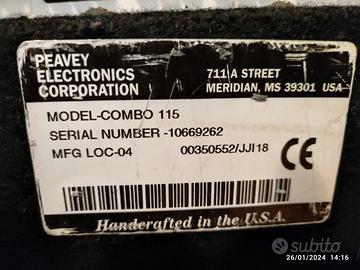 PEAVEY
ELECTRONICS
CORPORATION
711 A STREET
MERIDIAN, MS 39301 USA
MODEL-COMBO 115
SERIAL NUMBER -10669262
MFG LOC-04 00350552/JJI18
CE
Handcrafted in the U.S.A.
subito
26/01/2024 14:16